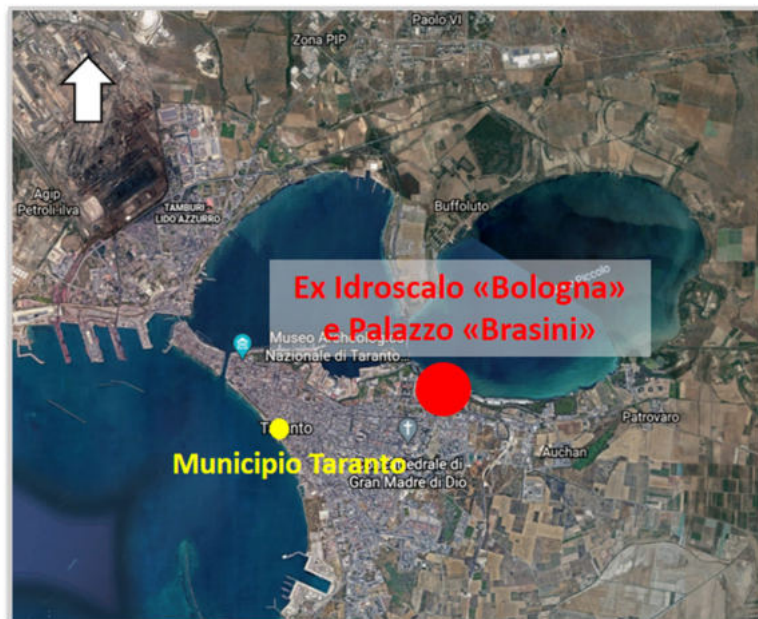 Paolo VI
Zona PIP
Agip
Petroli-ilva
TAMBURI
LIDO AZZURRO
Buffoluto
Piccolo
Ex Idroscalo «Bologna»
e Palazzo «Brasini»
Museo Archeologico
Nazionale di Taranto...
Patrovaro
Taranto
Auchan
Municipio Taranto
Concattedrale di
Gran Madre di Dio